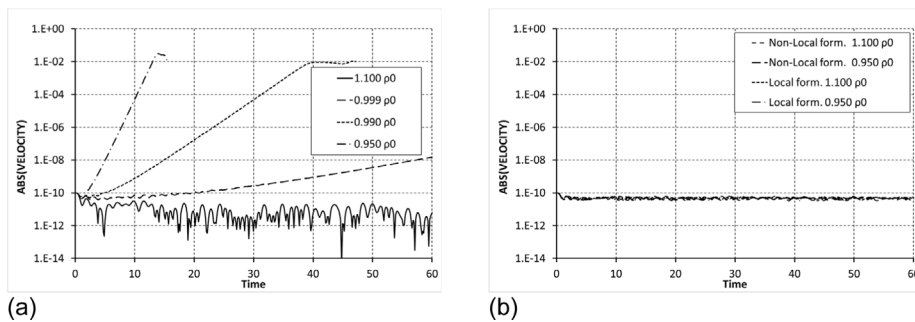 1.E+00
1.E-02
1.E-04
1.E-06
1.E-08
1.E-10
1.E-12
1.E-14
ABS(VELOCITY)
0 10 20 30 40 50 60
Time
1.100 ρ0
0.999 ρ0
0.990 ρ0
0.950 ρ0
(a)
1.E+00
1.E-02
1.E-04
1.E-06
1.E-08
1.E-10
1.E-12
1.E-14
ABS(VELOCITY)
0 10 20 30 40 50 60
Time
Non-Local form. 1.100 ρ0
Non-Local form. 0.950 ρ0
Local form. 1.100 ρ0
Local form. 0.950 ρ0
(b)